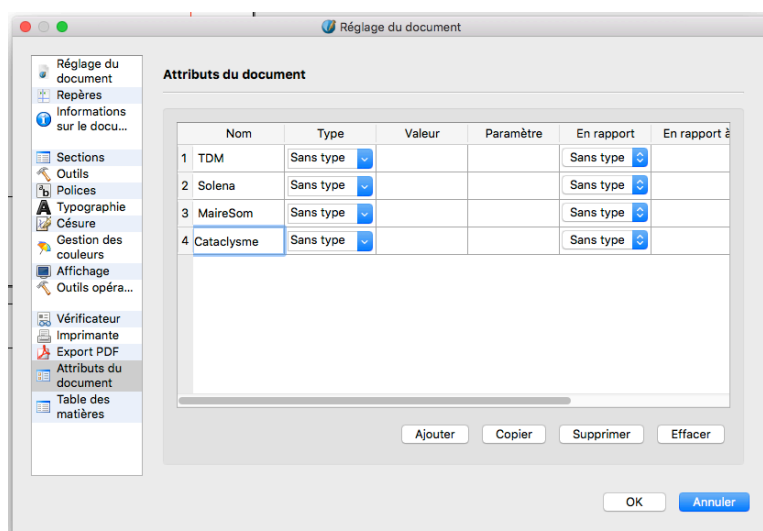 Réglage du document
Réglage du
document
Repères
Informations
sur le docu...
Sections
Outils
Polices
Typographie
Césure
Gestion des
couleurs
Affichage
Outils opéra...
Vérificateur
Imprimante
Export PDF
Attributs du
document
Table des
matières
Attributs du document
Nom Type Valeur Paramètre En rapport En rapport à
1 TDM Sans type Sans type
2 Solena Sans type Sans type
3 MaireSom Sans type Sans type
4 Cataclysme Sans type Sans type
Ajouter Copier Supprimer Effacer
OK Annuler